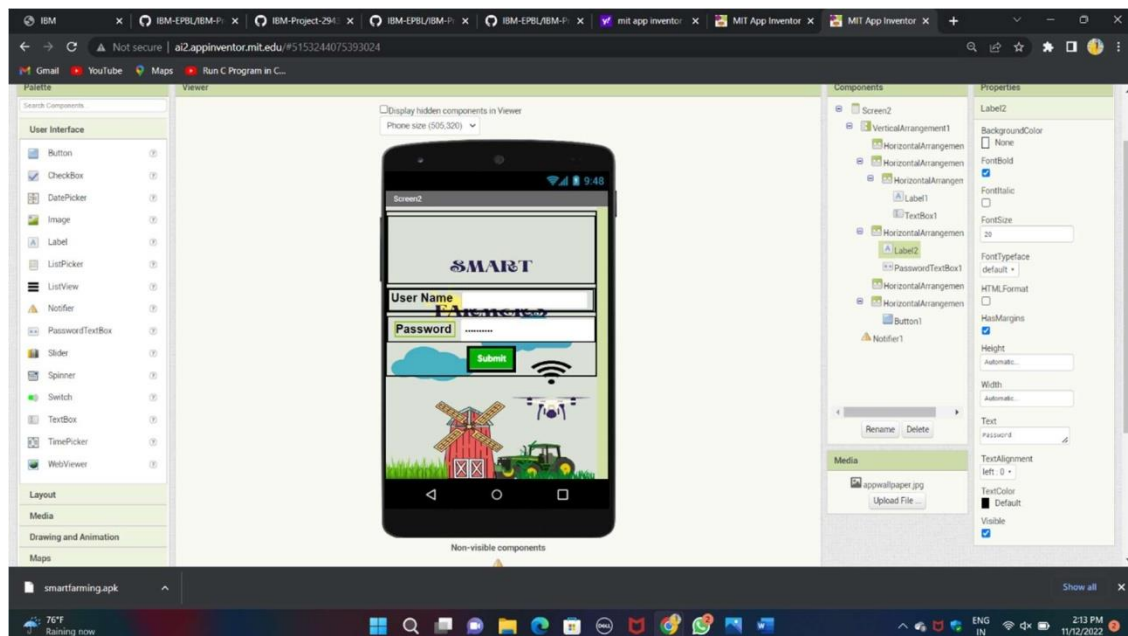 IBM
IBM-EPBL/IBM-Pr
IBM-Project-294
IBM-EPBL/IBM-Pr
IBM-EPBL/IBM-Pr
mit app inventor
MIT App Inventor
MIT App Inventor
Not secure | ai2.appinventor.mit.edu/#5153244075393024
Gmail YouTube Maps Run C Program in C...
Palette
Search Components...
User Interface
Button
CheckBox
DatePicker
Image
Label
ListPicker
ListView
Notifier
PasswordTextBox
Slider
Spinner
Switch
TextBox
TimePicker
WebViewer
Layout
Media
Drawing and Animation
Maps
Viewer
Display hidden components in Viewer
Phone size (505,320)
9:48
Screen2
SMART
User Name
FARMERS
Password ..........
Submit
Non-visible components
Components
Screen2
VerticalArrangement1
HorizontalArrangemen
HorizontalArrangemen
HorizontalArrangen
Label1
TextBox1
HorizontalArrangemen
Label2
PasswordTextBox1
HorizontalArrangemen
HorizontalArrangemen
Button1
Notifier1
Rename Delete
Media
appwallpaper.jpg
Upload File ...
Properties
Label2
BackgroundColor
None
FontBold
FontItalic
FontSize
20
FontTypeface
default
HTMLFormat
HasMargins
Height
Automatic...
Width
Automatic...
Text
Password
TextAlignment
left : 0
TextColor
Default
Visible
smartfarming.apk
Show all
76°F
Raining now
DELL
ENG
IN
2:13 PM
11/12/2022